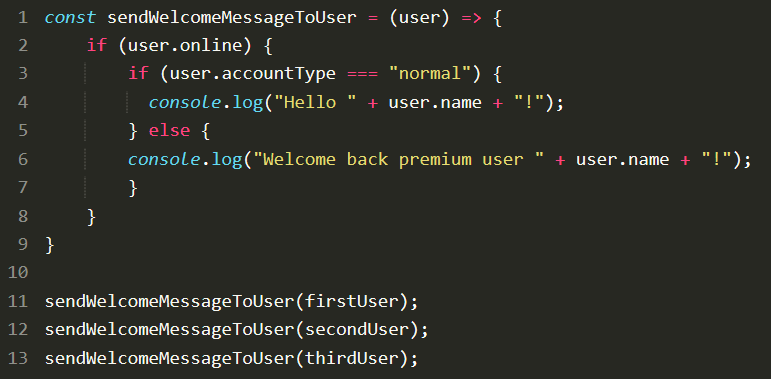 1 const sendWelcomeMessageToUser = (user) => {
2     if (user.online) {
3         if (user.accountType === "normal") {
4           console.log("Hello " + user.name + "!");
5         } else {
6         console.log("Welcome back premium user " + user.name + "!");
7         }
8     }
9 }
10
11 sendWelcomeMessageToUser(firstUser);
12 sendWelcomeMessageToUser(secondUser);
13 sendWelcomeMessageToUser(thirdUser);